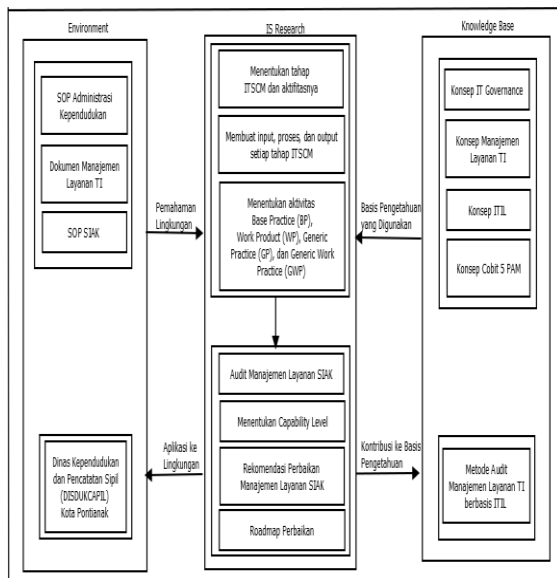 Environment
SOP Administrasi
Kependudukan
Dokumen Manajemen
Layanan TI
SOP SIAK
Dinas Kependudukan
dan Pencatatan Sipil
(DISDUKCAPIL)
Kota Pontianak
Pemahaman
Lingkungan
Aplikasi ke
Lingkungan
IS Research
Menentukan tahap
ITSCM dan aktifitasnya
Membuat input, proses, dan output
setiap tahap ITSCM
Menentukan aktivitas
Base Practice (BP),
Work Product (WP), Generic
Practice (GP), dan Generic Work
Practice (GWP)
Audit Manajemen Layanan SIAK
Menentukan Capability Level
Rekomendasi Perbaikan
Manajemen Layanan SIAK
Roadmap Perbaikan
Basis Pengetahuan
yang Digunakan
Kontribusi ke Basis
Pengetahuan
Knowledge Base
Konsep IT Governance
Konsep Manajemen
Layanan TI
Konsep ITIL
Konsep Cobit 5 PAM
Metode Audit
Manajemen Layanan TI
berbasis ITIL